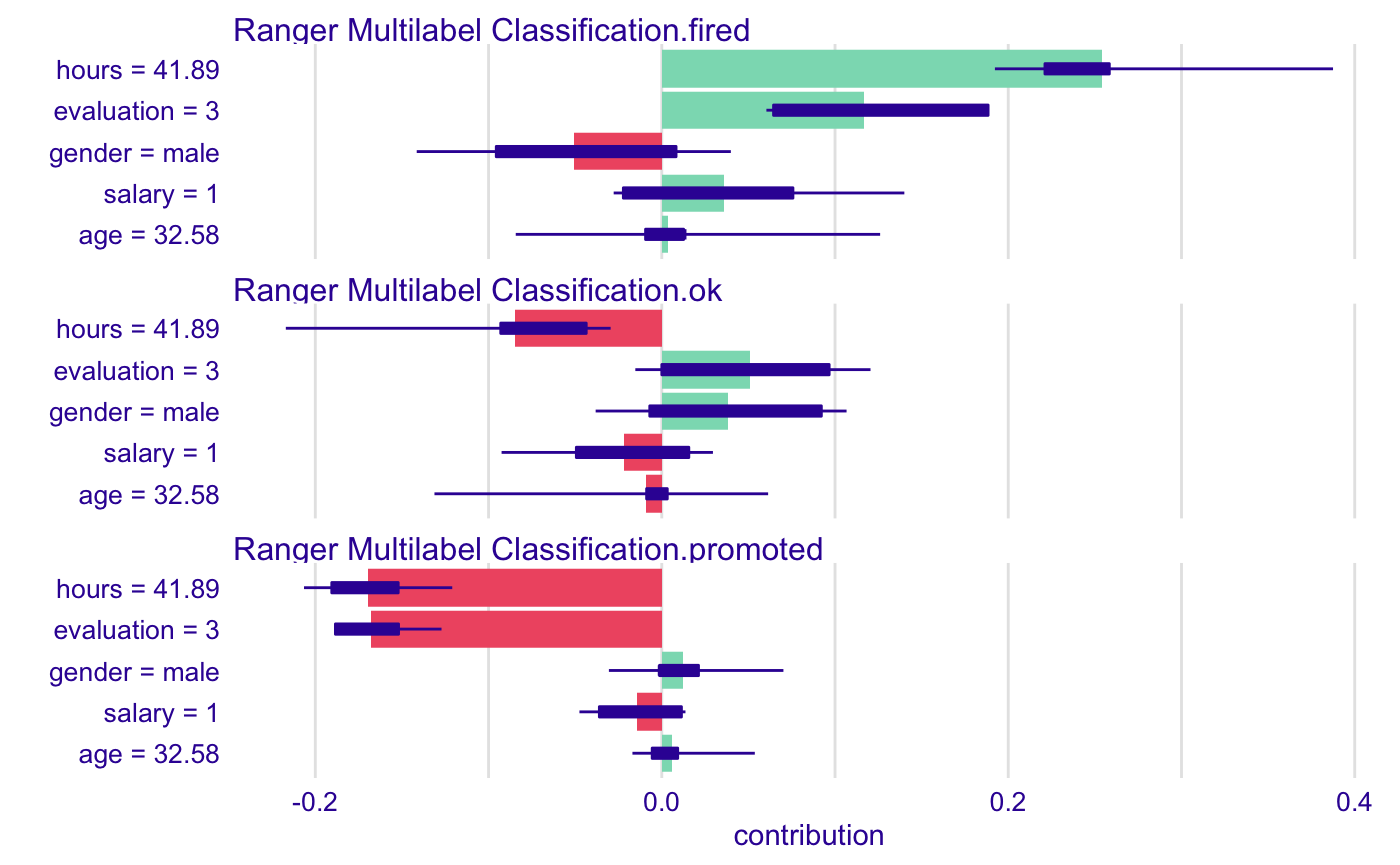 Ranger Multilabel Classification.fired
hours = 41.89
evaluation = 3
gender = male
salary = 1
age = 32.58
Ranger Multilabel Classification.ok
hours = 41.89
evaluation = 3
gender = male
salary = 1
age = 32.58
Ranger Multilabel Classification.promoted
hours = 41.89
evaluation = 3
gender = male
salary = 1
age = 32.58
-0.2 0.0 0.2 0.4
contribution